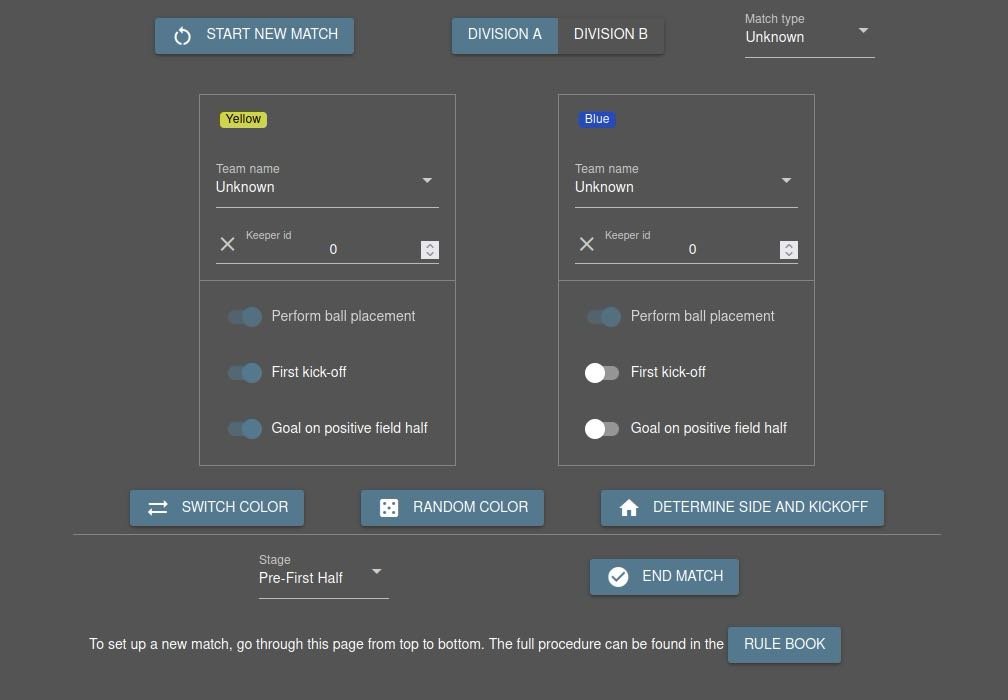 START NEW MATCH
DIVISION A
DIVISION B
Match type
Unknown
Yellow
Team name
Unknown
Keeper id
0
Perform ball placement
First kick-off
Goal on positive field half
Blue
Team name
Unknown
Keeper id
0
Perform ball placement
First kick-off
Goal on positive field half
SWITCH COLOR
RANDOM COLOR
DETERMINE SIDE AND KICKOFF
Stage
Pre-First Half
END MATCH
To set up a new match, go through this page from top to bottom. The full procedure can be found in the RULE BOOK